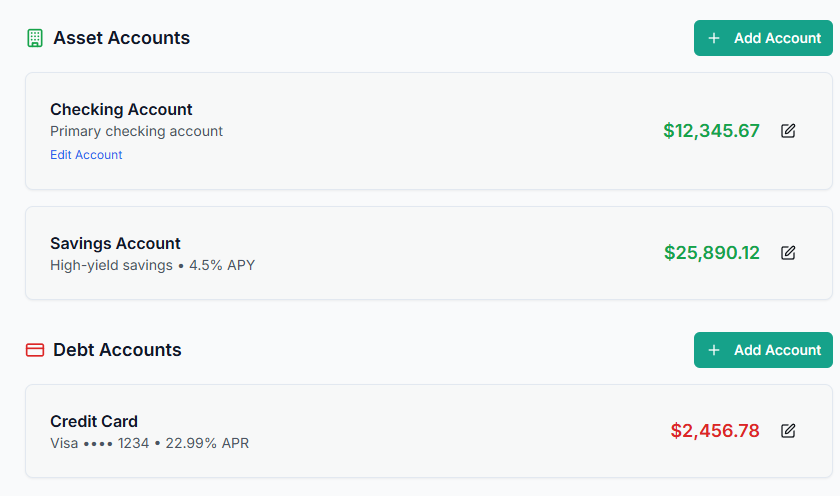 Asset Accounts
+ Add Account
Checking Account
Primary checking account
$12,345.67
Edit Account
Savings Account
High-yield savings • 4.5% APY
$25,890.12
Debt Accounts
+ Add Account
Credit Card
Visa •••• 1234 • 22.99% APR
$2,456.78